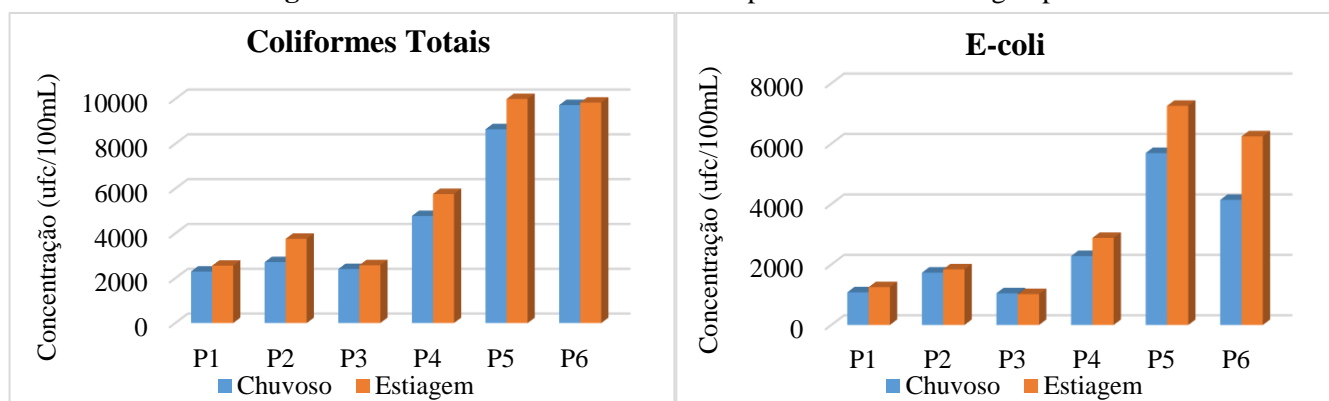 Coliformes Totais
Concentração (ufc/100mL)
10000
8000
6000
4000
2000
0
P1 P2 P3 P4 P5 P6
Chuvoso Estiagem
E-coli
Concentração (ufc/100mL)
8000
6000
4000
2000
0
P1 P2 P3 P4 P5 P6
Chuvoso Estiagem